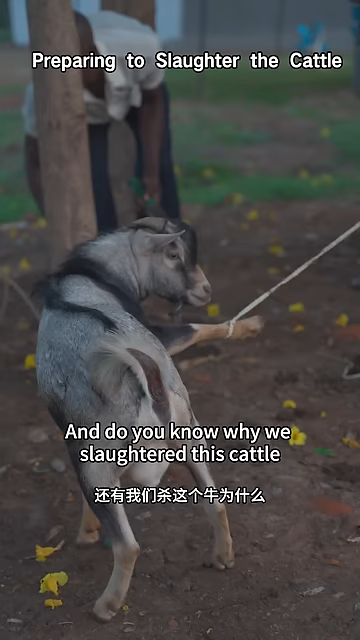 Preparing to Slaughter the Cattle
And do you know why we
slaughtered this cattle
还有我们杀这个牛为什么